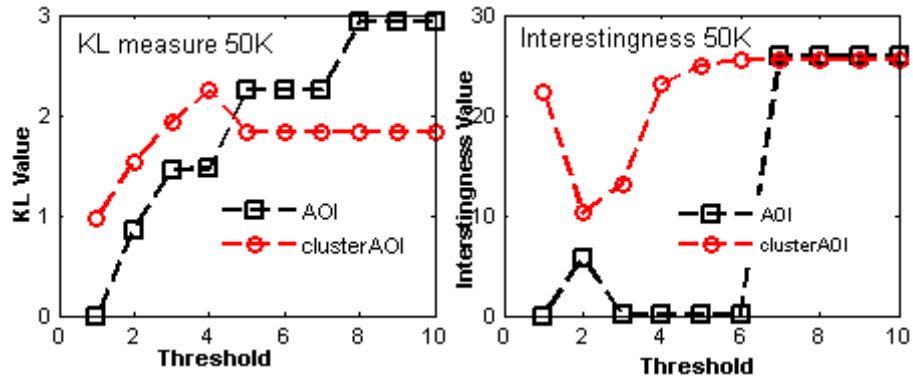 KL measure 50K
3
2
1
0
KL Value
AOI
clusterAOI
0
2
4
6
8
10
Threshold
Interestingness 50K
30
20
10
0
Interstingness Value
AOI
clusterAOI
0
2
4
6
8
10
Threshold